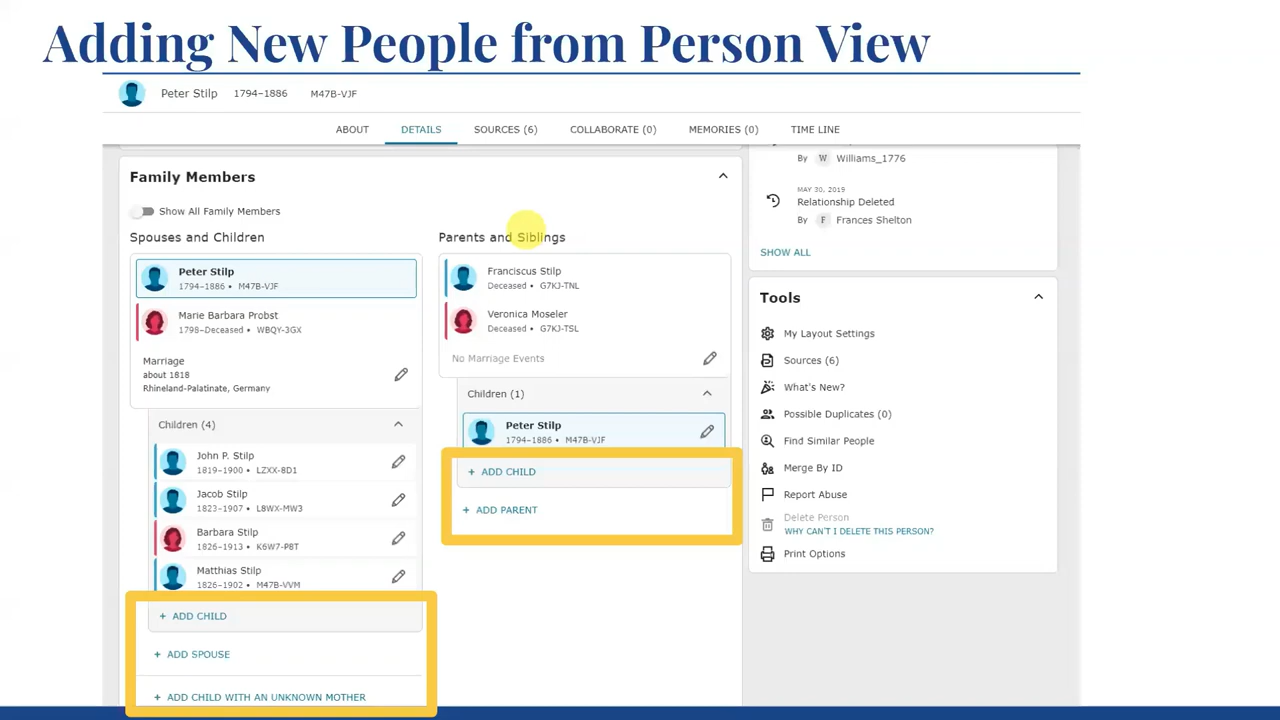 Adding New People from Person View
Peter Stilp 1794–1886 M47B-VJF
ABOUT DETAILS SOURCES (6) COLLABORATE (0) MEMORIES (0) TIME LINE
Family Members
Show All Family Members
Spouses and Children
Peter Stilp
1794–1886 • M47B-VJF
Marie Barbara Probst
1798–Deceased • WBQY-3GX
Marriage
about 1818
Rhineland-Palatinate, Germany
Children (4)
John P. Stilp
1819–1900 • LZXX-8D1
Jacob Stilp
1823–1907 • L8WX-MW3
Barbara Stilp
1826–1913 • K6W7-P8T
Matthias Stilp
1826–1902 • M47B-VVM
+ ADD CHILD
+ ADD SPOUSE
+ ADD CHILD WITH AN UNKNOWN MOTHER
Parents and Siblings
Franciscus Stilp
Deceased • G7KJ-TNL
Veronica Moseler
Deceased • G7KJ-TSL
No Marriage Events
Children (1)
Peter Stilp
1794–1886 • M47B-VJF
+ ADD CHILD
+ ADD PARENT
By W Williams_1776
MAY 30, 2019
Relationship Deleted
By F Frances Shelton
SHOW ALL
Tools
My Layout Settings
Sources (6)
What's New?
Possible Duplicates (0)
Find Similar People
Merge By ID
Report Abuse
Delete Person
WHY CAN'T I DELETE THIS PERSON?
Print Options